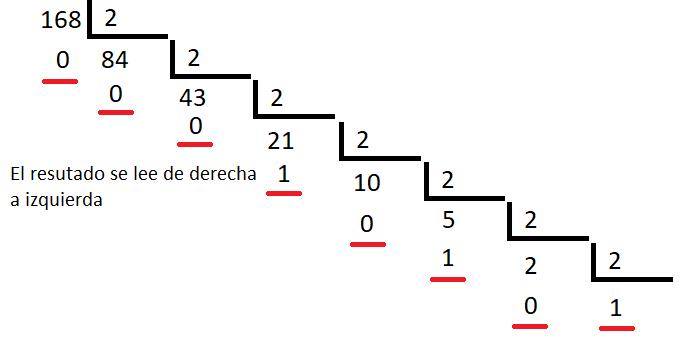 168 2
0 84 2
0 43 2
0 21 2
El resutado se lee de derecha
a izquierda
1 10 2
0 5 2
1 2 2
0 1